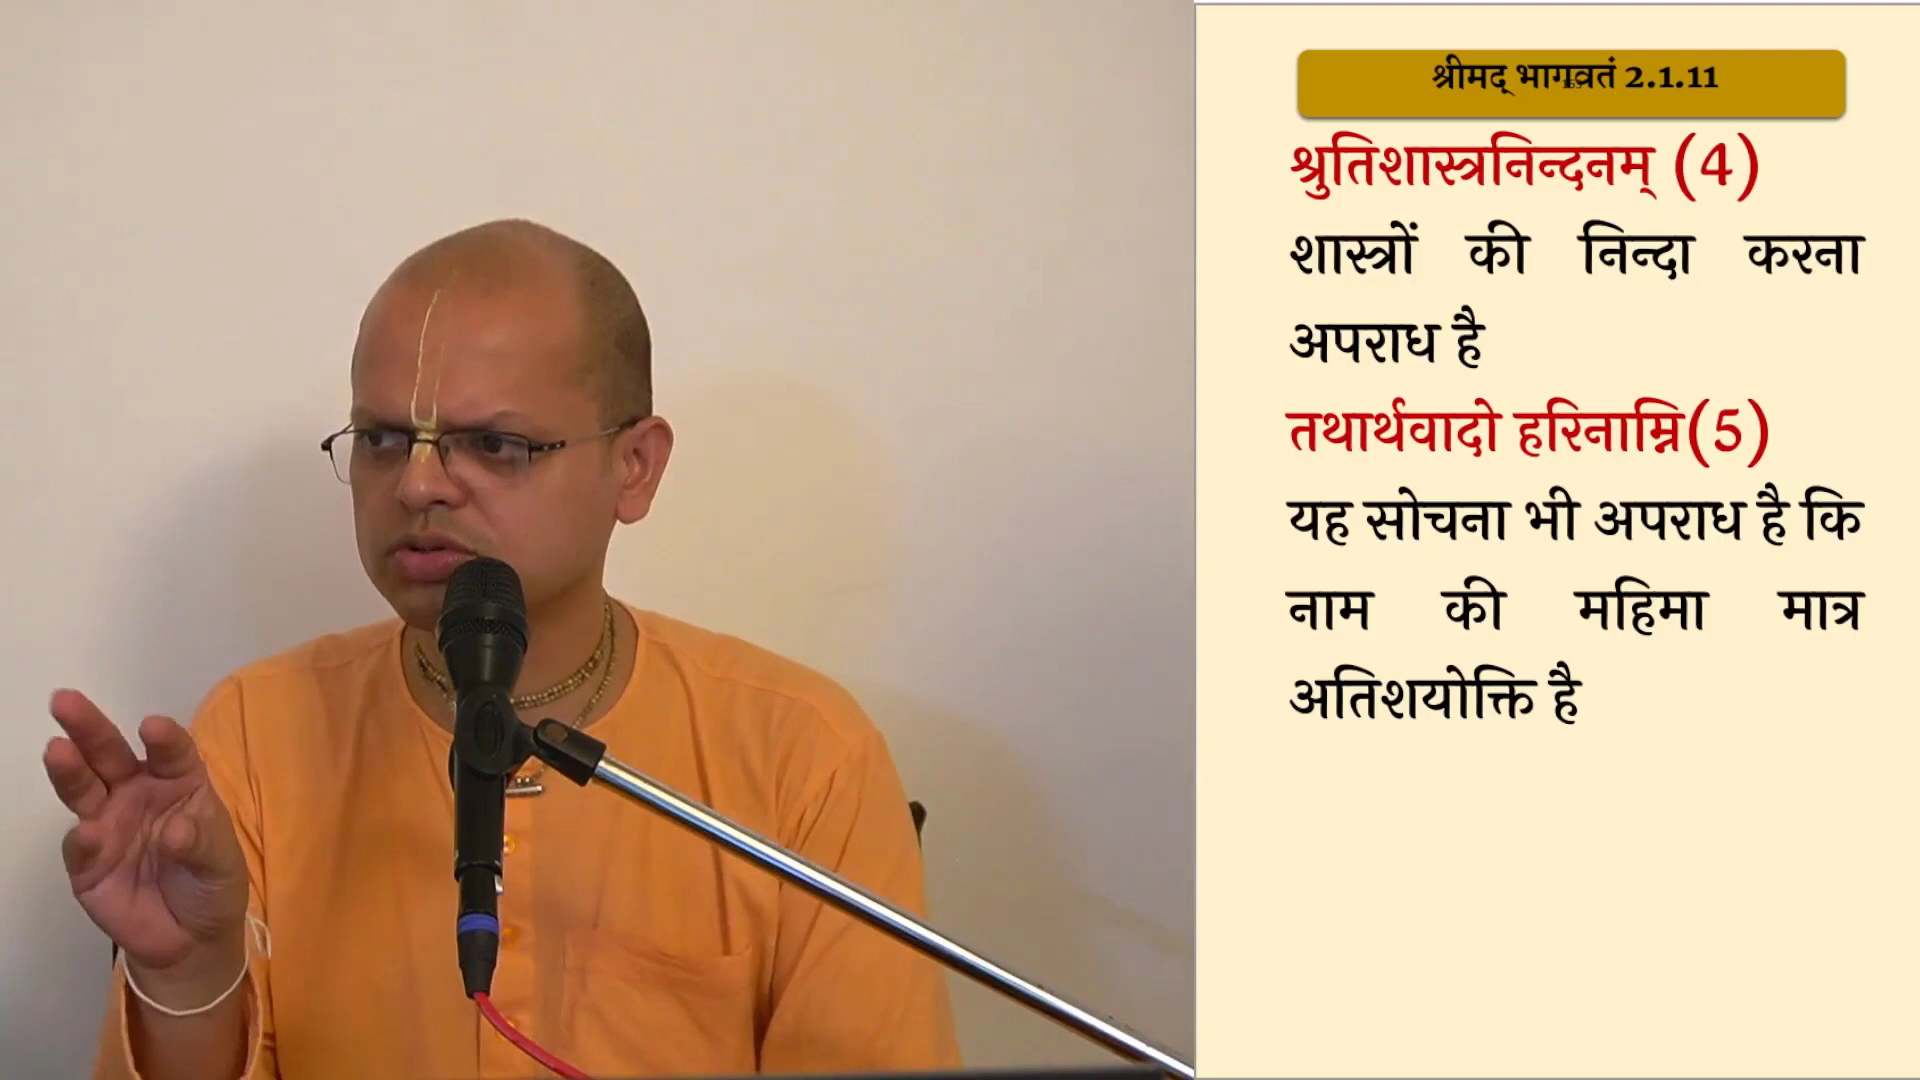 श्रीमद् भागवतं 2.1.11
श्रुतिशास्त्रनिन्दनम् (4)
शास्त्रों की निन्दा करना
अपराध है
तथार्थवादो हरिनाम्नि(5)
यह सोचना भी अपराध है कि
नाम की महिमा मात्र
अतिशयोक्ति है